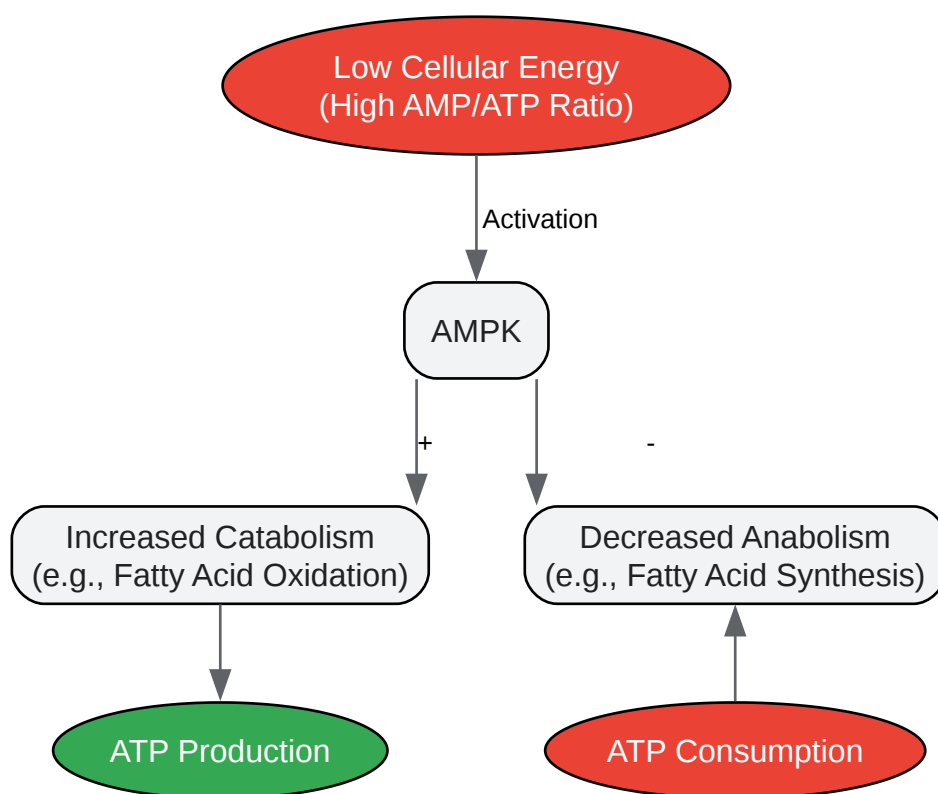 Low Cellular Energy
(High AMP/ATP Ratio)
Activation
AMPK
+
-
Increased Catabolism
(e.g., Fatty Acid Oxidation)
Decreased Anabolism
(e.g., Fatty Acid Synthesis)
ATP Production
ATP Consumption